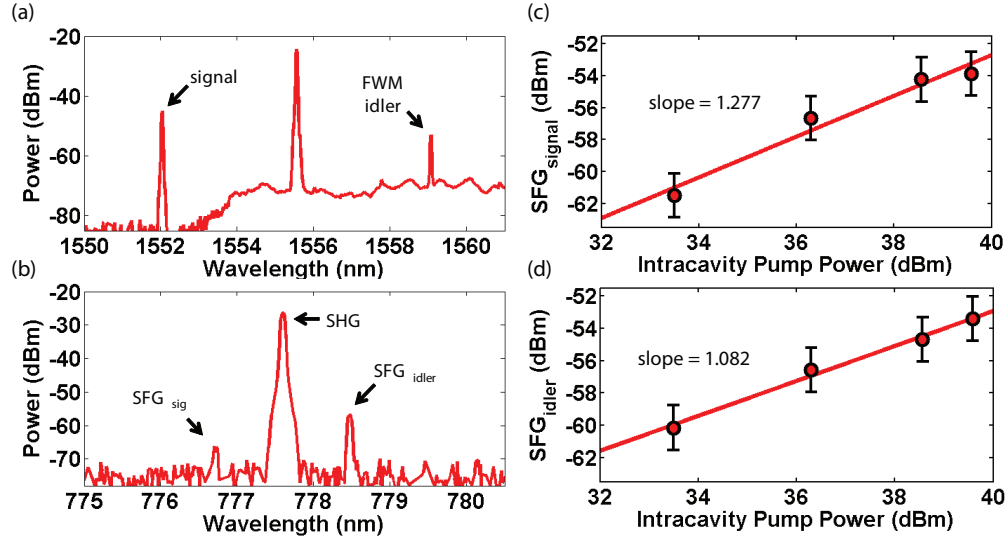 (a)
-20
-40
-60
-80
Power (dBm)
signal
FWM
idler
1550 1552 1554 1556 1558 1560
Wavelength (nm)
(b)
-20
-30
-40
-50
-60
-70
Power (dBm)
SHG
SFG sig
SFG idler
775 776 777 778 779 780
Wavelength (nm)
(c)
-52
-54
-56
-58
-60
-62
SFG signal (dBm)
slope = 1.277
32 34 36 38 40
Intracavity Pump Power (dBm)
(d)
-52
-54
-56
-58
-60
-62
SFG idler (dBm)
slope = 1.082
32 34 36 38 40
Intracavity Pump Power (dBm)